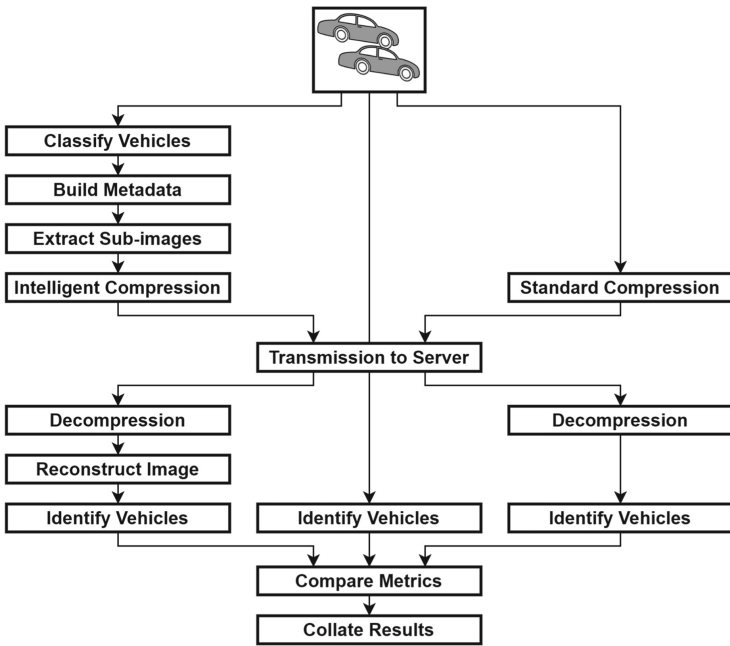 Classify Vehicles
Build Metadata
Extract Sub-images
Intelligent Compression
Standard Compression
Transmission to Server
Decompression
Decompression
Reconstruct Image
Identify Vehicles
Identify Vehicles
Identify Vehicles
Compare Metrics
Collate Results